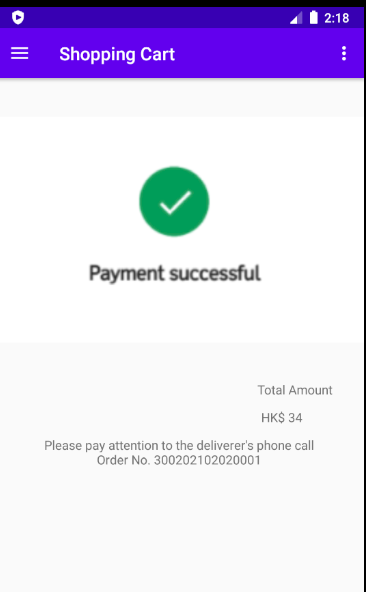 2:18
Shopping Cart
Payment successful
Total Amount
HK$ 34
Please pay attention to the deliverer's phone call
Order No. 300202102020001